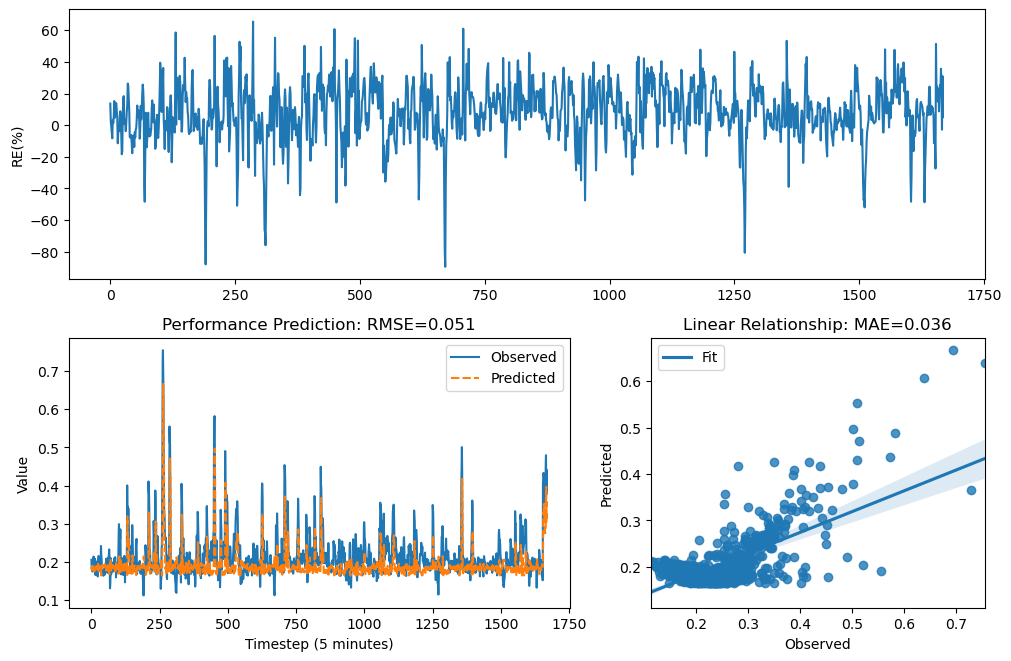 60
40
20
0
−20
−40
−60
−80
RE(%)
0 250 500 750 1000 1250 1500 1750
Performance Prediction: RMSE=0.051
0.7
0.6
0.5
0.4
0.3
0.2
0.1
Value
Observed
Predicted
0 250 500 750 1000 1250 1500 1750
Timestep (5 minutes)
Linear Relationship: MAE=0.036
Fit
0.6
0.5
0.4
0.3
0.2
Predicted
0.2 0.3 0.4 0.5 0.6 0.7
Observed